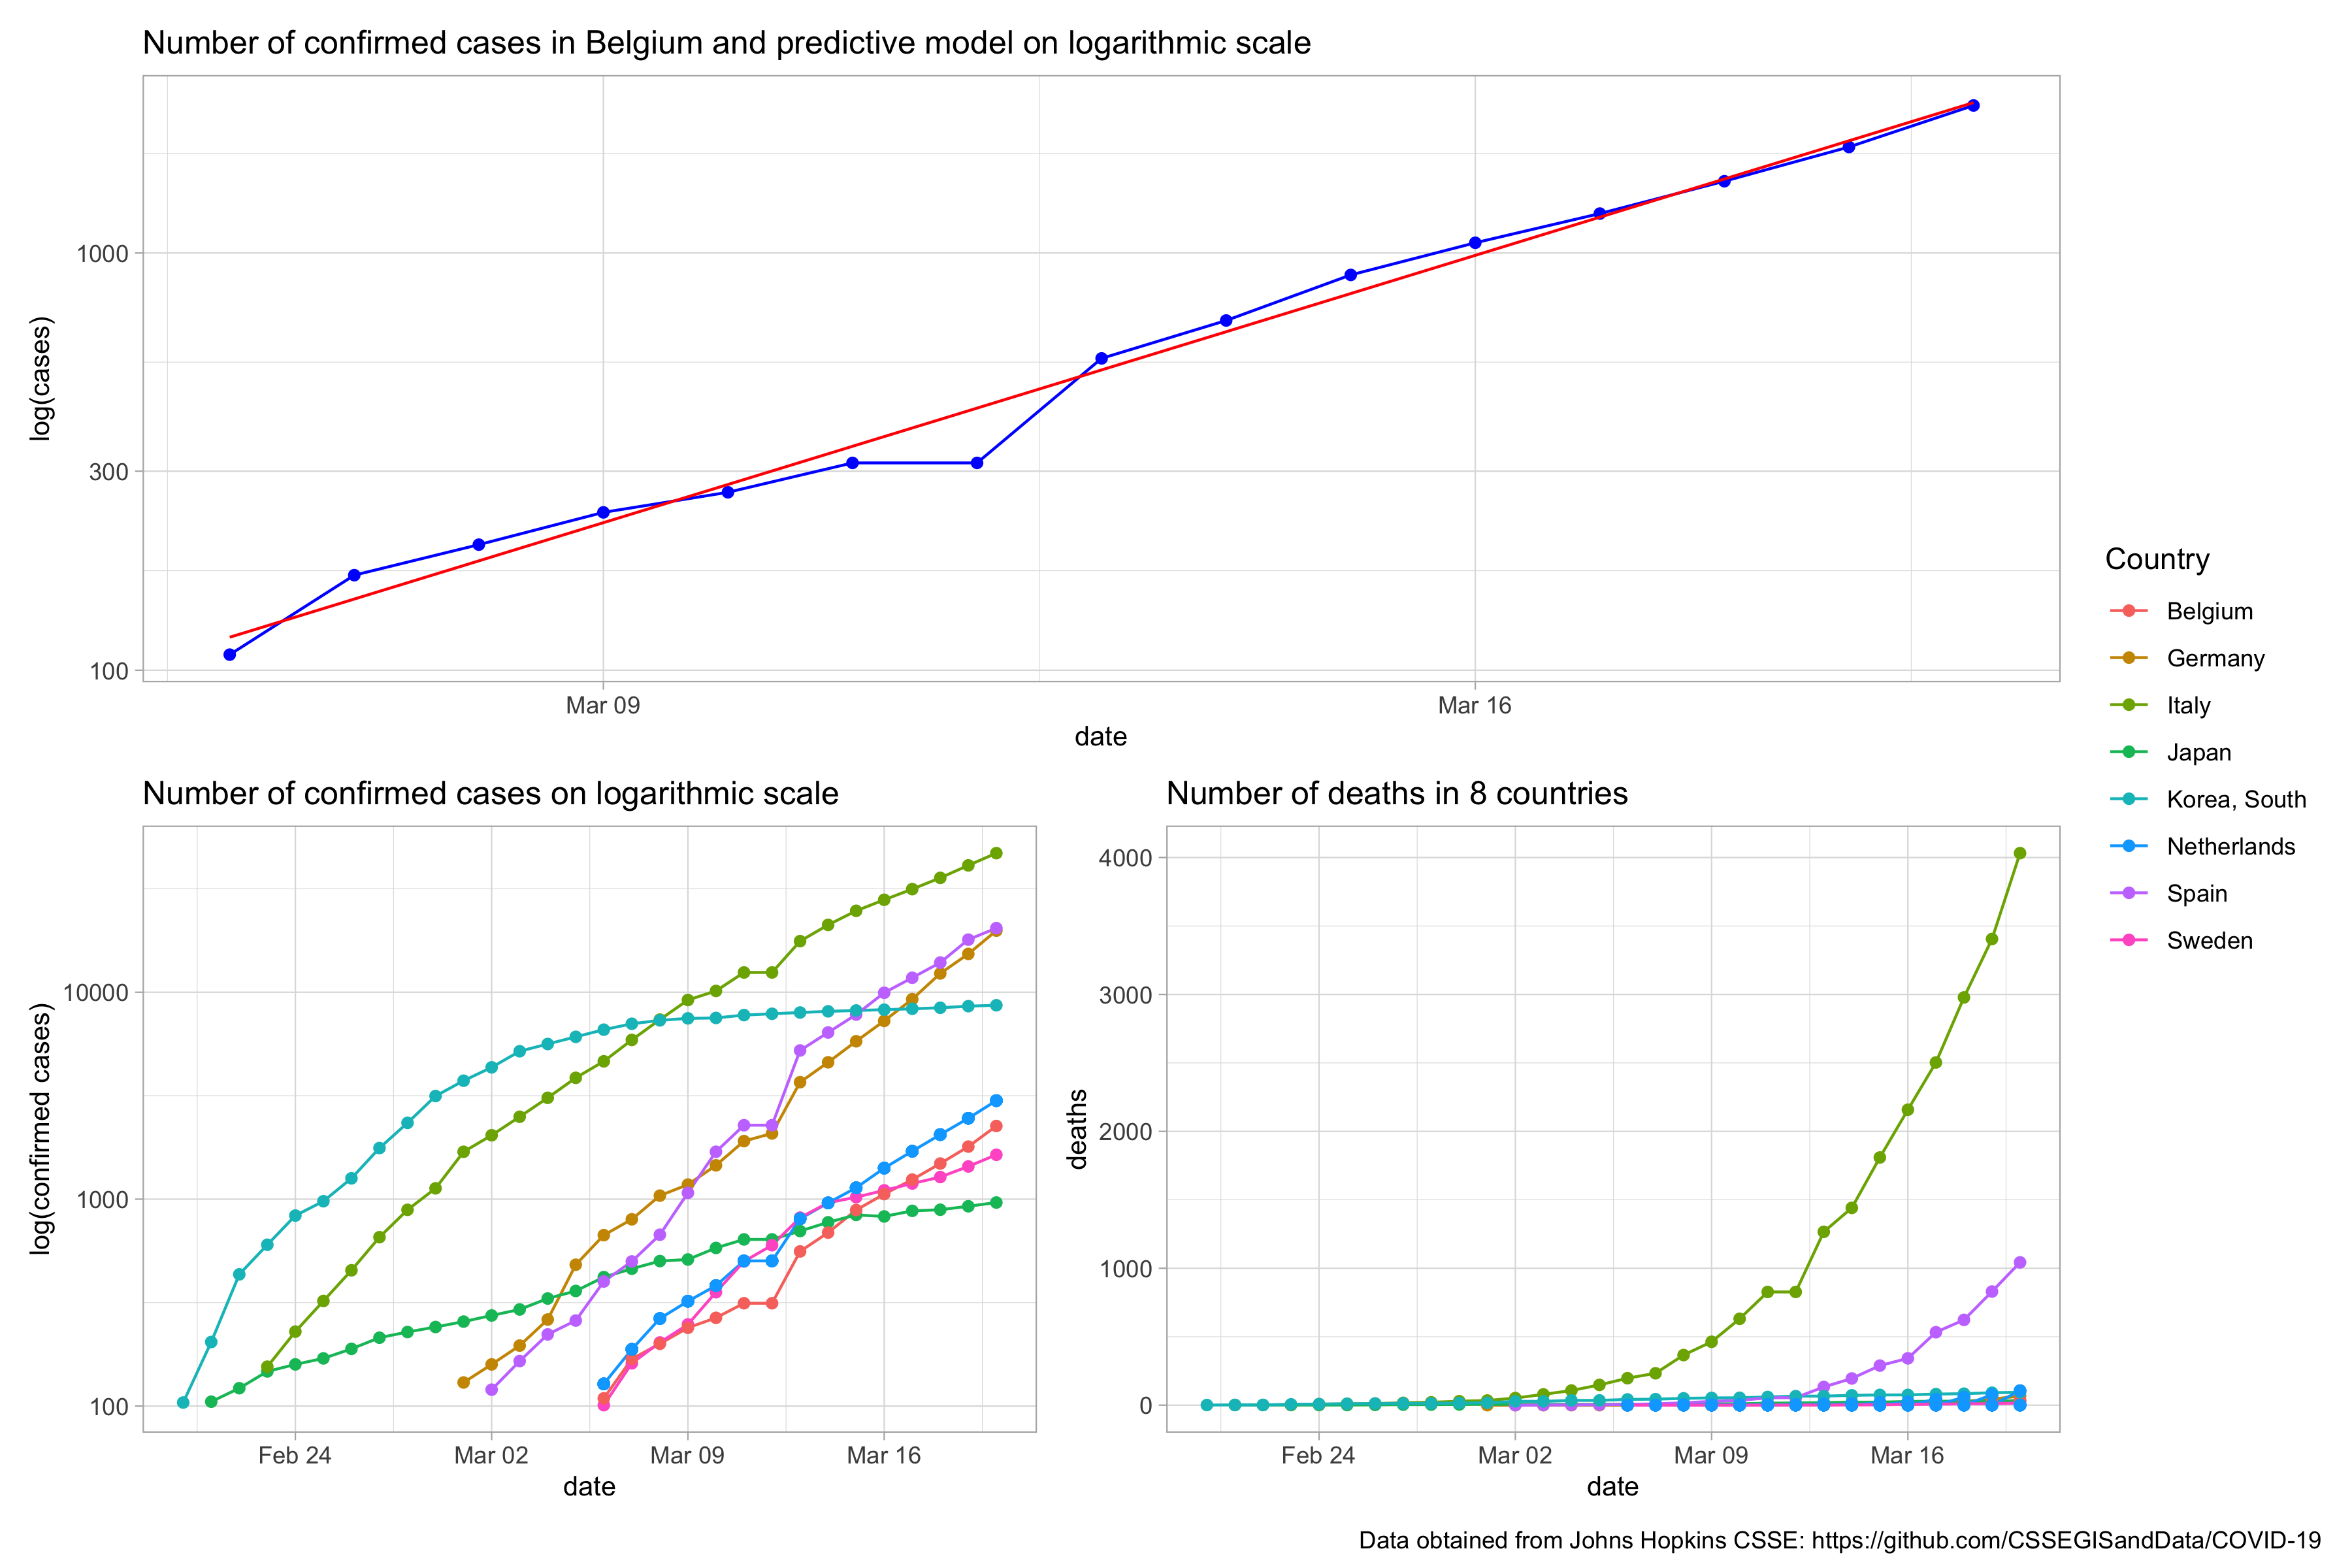 Number of confirmed cases in Belgium and predictive model on logarithmic scale
log(cases)
1000
300
100
Mar 09
Mar 16
date
Country
Belgium
Germany
Italy
Japan
Korea, South
Netherlands
Spain
Sweden
Number of confirmed cases on logarithmic scale
log(confirmed cases)
10000
1000
100
Feb 24
Mar 02
Mar 09
Mar 16
date
Number of deaths in 8 countries
deaths
4000
3000
2000
1000
0
Feb 24
Mar 02
Mar 09
Mar 16
date
Data obtained from Johns Hopkins CSSE: https://github.com/CSSEGISandData/COVID-19